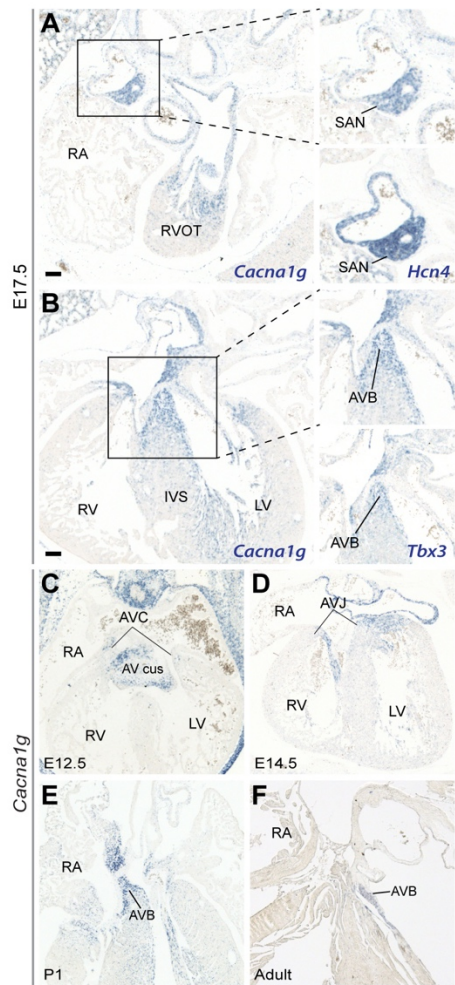 A
SAN
RA
RVOT
Cacna1g
SAN
Hcn4
E17.5
B
AVB
RV
IVS
LV
Cacna1g
AVB
Tbx3
C
AVC
RA
AV cus
RV
LV
E12.5
D
AVJ
RA
RV
LV
E14.5
Cacna1g
E
RA
AVB
P1
F
RA
AVB
Adult